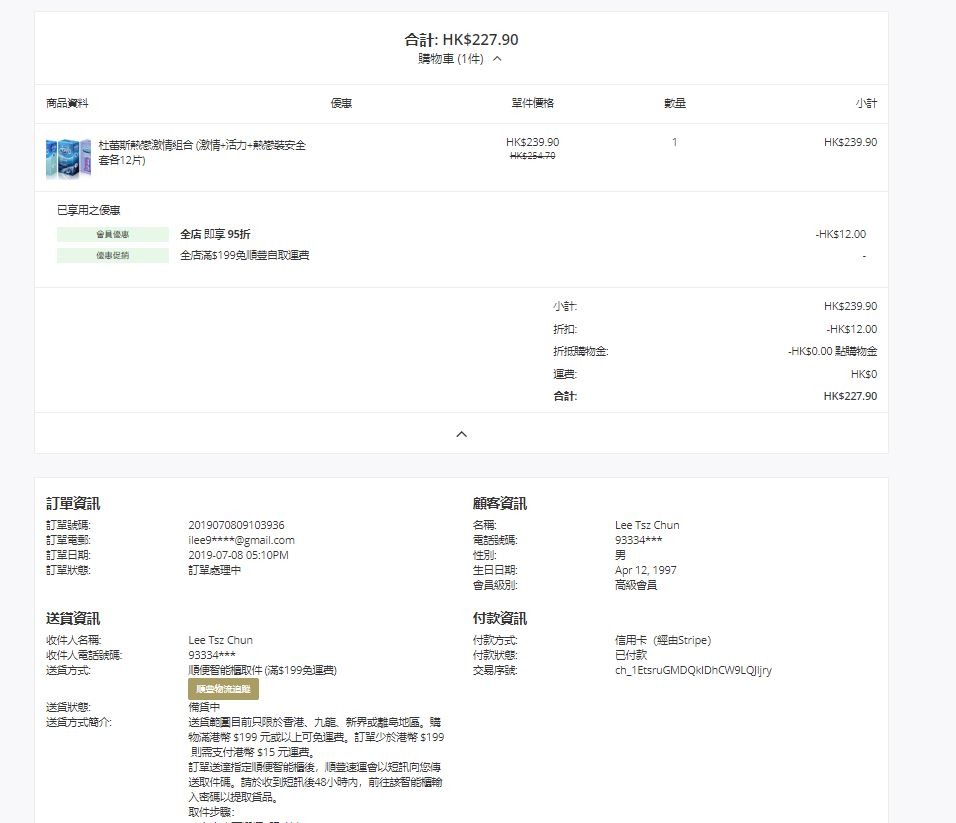 合計: HK$227.90
購物車 (1件)
商品資料 優惠 單件價格 數量 小計
杜蕾斯熱戀激情組合 (激情+活力+熱戀裝安全 HK$239.90 1 HK$239.90
套各12片) HK$254.70
已享用之優惠
會員優惠 全店 即享 95折 -HK$12.00
優惠促銷 全店滿$199免順豐自取運費 -
小計: HK$239.90
折扣: -HK$12.00
折抵購物金: -HK$0.00 點購物金
運費: HK$0
合計: HK$227.90
訂單資訊
訂單號碼: 2019070809103936
訂單電郵: ilee9****@gmail.com
訂單日期: 2019-07-08 05:10PM
訂單狀態: 訂單處理中
顧客資訊
名稱: Lee Tsz Chun
電話號碼: 93334***
性別: 男
生日日期: Apr 12, 1997
會員級別: 高級會員
送貨資訊
收件人名稱: Lee Tsz Chun
收件人電話號碼: 93334***
送貨方式: 順便智能櫃取件 (滿$199免運費)
順豐物流追蹤
送貨狀態: 備貨中
送貨方式簡介: 送貨範圍目前只限於香港、九龍、新界或離島地區。購
物滿港幣 $199 元或以上可免運費。訂單少於港幣 $199
則需支付港幣 $15 元運費。
訂單送達指定順便智能櫃後，順豐速運會以短訊向您傳
送取件碼。請於收到短訊後48小時內，前往該智能櫃輸
入密碼以提取貨品。
取件步驟:
付款資訊
付款方式: 信用卡（經由Stripe）
付款狀態: 已付款
交易序號: ch_1EtsruGMDQkIDhCW9LQJIjry